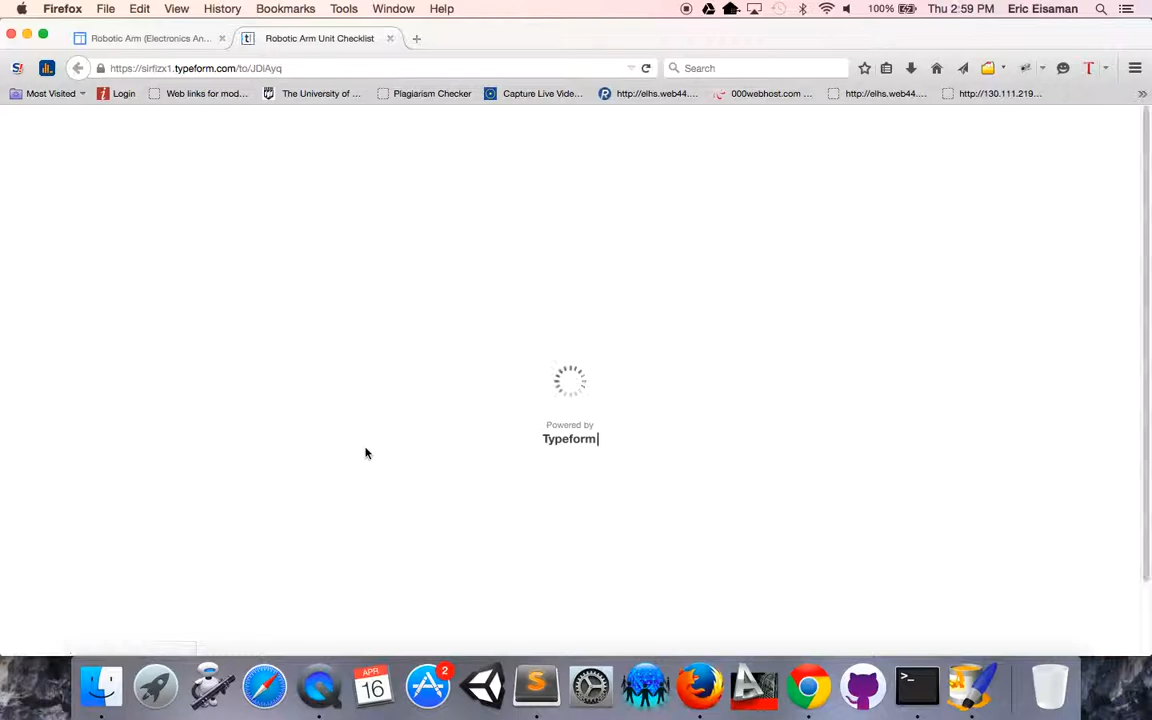 Firefox File Edit View History Bookmarks Tools Window Help 100% Thu 2:59 PM Eric Eisaman
Robotic Arm (Electronics An... Robotic Arm Unit Checklist
https://sirfizx1.typeform.com/to/JDlAyq Search
Most Visited Login Web links for mod... The University of ... Plagiarism Checker Capture Live Vide... http://elhs.web44.... 000webhost.com ... http://elhs.web44.... http://130.111.219...
Powered by
Typeform
2
APR
16